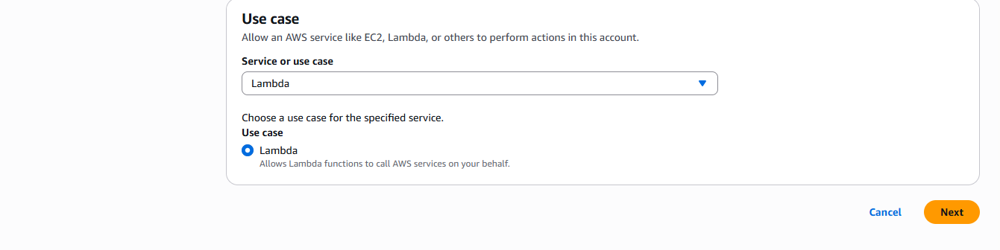 Use case
Allow an AWS service like EC2, Lambda, or others to perform actions in this account.
Service or use case
Lambda
Choose a use case for the specified service.
Use case
Lambda
Allows Lambda functions to call AWS services on your behalf.
Cancel
Next